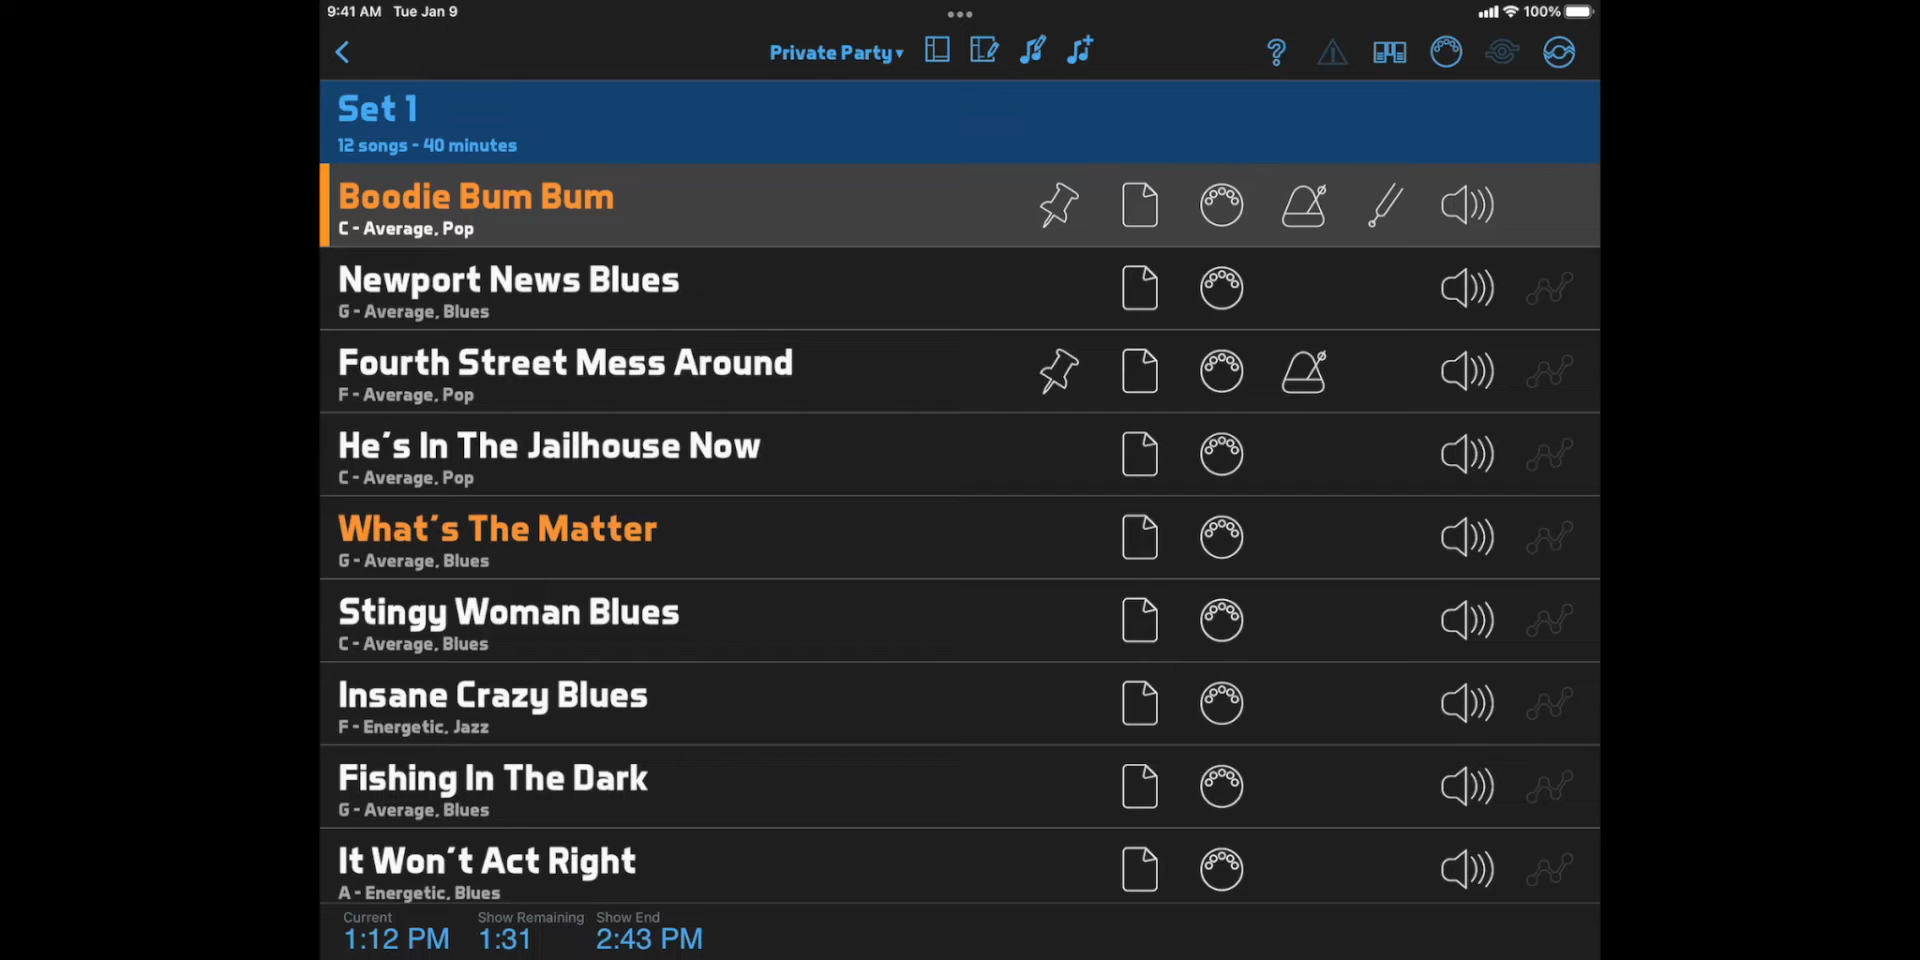 9:41 AM Tue Jan 9
100%
Private Party
Set 1
12 songs - 40 minutes
Boodie Bum Bum
C - Average, Pop
Newport News Blues
G - Average, Blues
Fourth Street Mess Around
F - Average, Pop
He's In The Jailhouse Now
C - Average, Pop
What's The Matter
G - Average, Blues
Stingy Woman Blues
C - Average, Blues
Insane Crazy Blues
F - Energetic, Jazz
Fishing In The Dark
G - Average, Blues
It Won't Act Right
A - Energetic, Blues
Current Show Remaining Show End
1:12 PM 1:31 2:43 PM